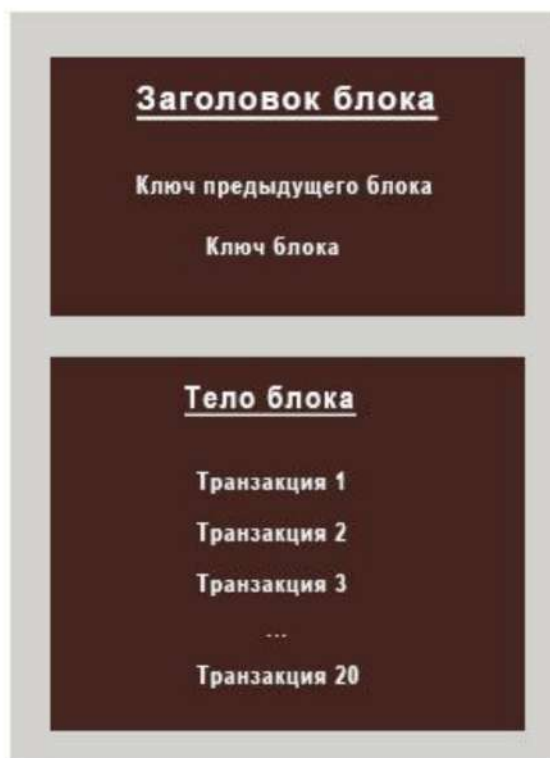 Заголовок блока
Ключ предыдущего блока
Ключ блока
Тело блока
Транзакция 1
Транзакция 2
Транзакция 3
...
Транзакция 20